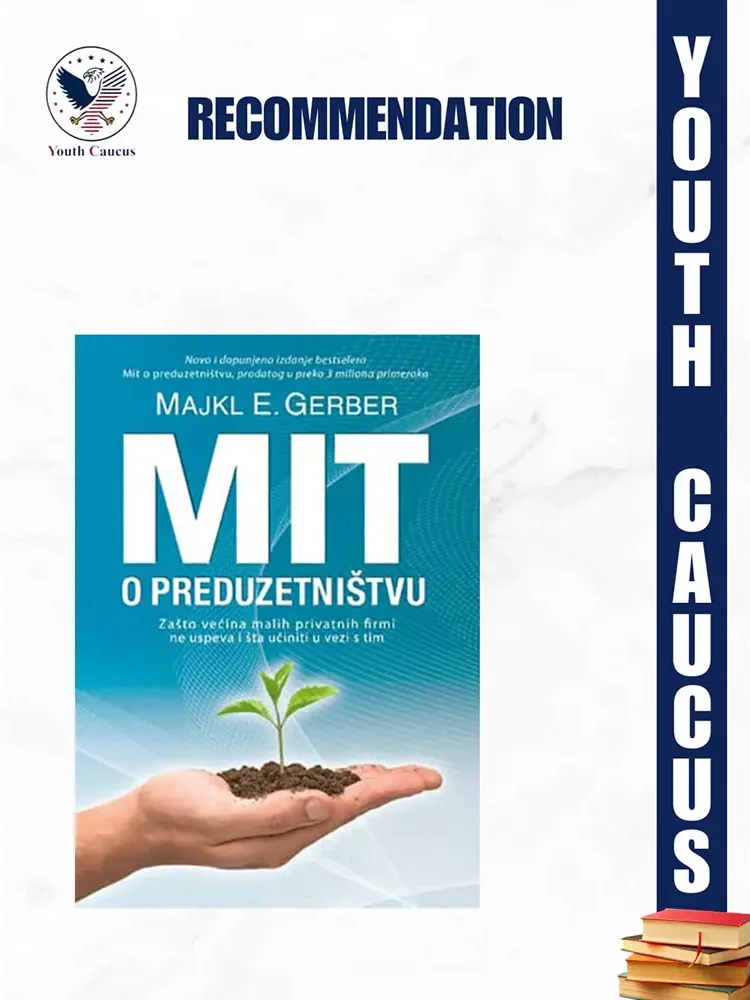 Youth Caucus
RECOMMENDATION
YOUTH CAUCUS
Novo i dopunjeno izdanje bestselera
Mit o preduzetništvu, prodatog u preko 3 miliona primeraka
MAJKL E. GERBER
MIT
O PREDUZETNIŠTVU
Zašto većina malih privatnih firmi
ne uspeva i šta učiniti u vezi s tim